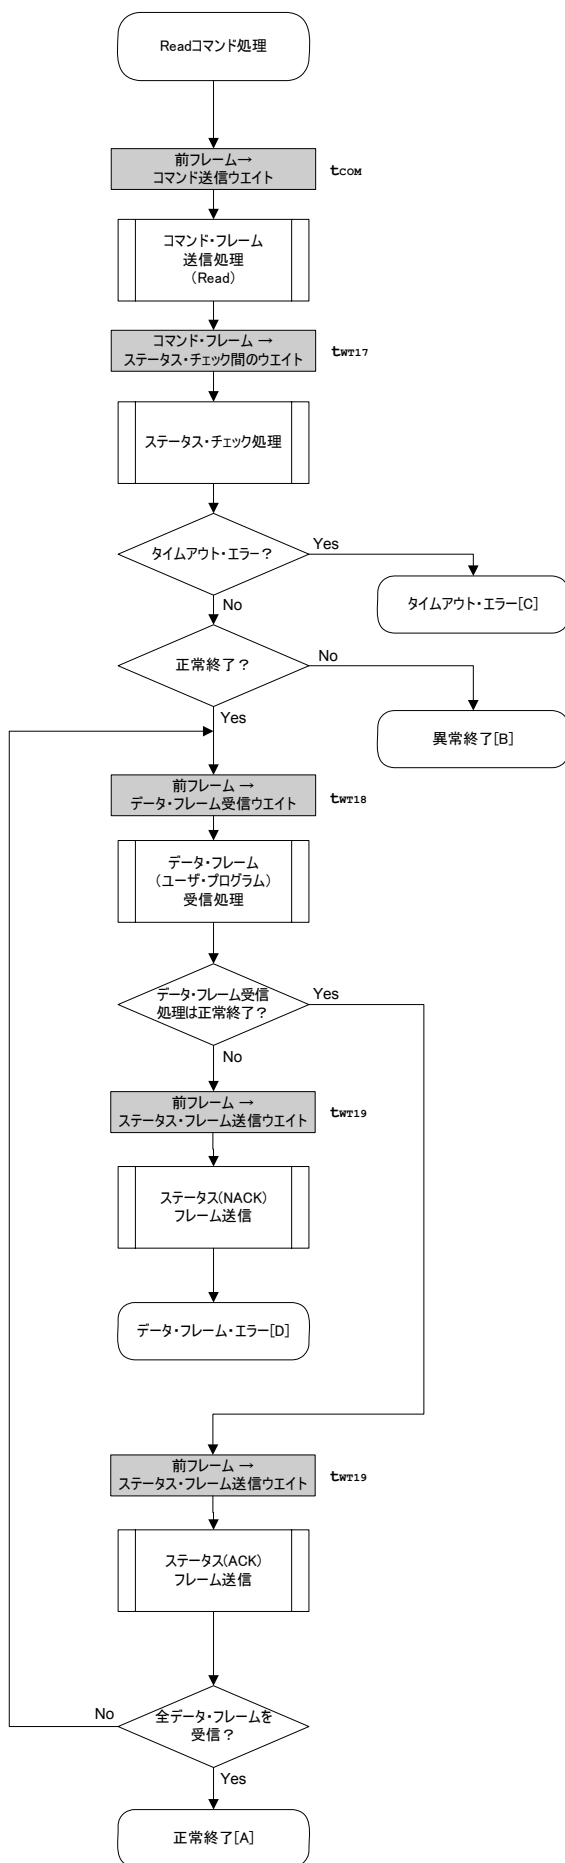 Readコマンド処理
前フレーム→
コマンド送信ウエイト
tCOM
コマンド・フレーム
送信処理
(Read)
コマンド・フレーム →
ステータス・チェック間のウエイト
tWT17
ステータス・チェック処理
タイムアウト・エラー?
Yes
タイムアウト・エラー[C]
No
正常終了?
No
異常終了[B]
Yes
前フレーム →
データ・フレーム受信ウエイト
tWT18
データ・フレーム
(ユーザ・プログラム)
受信処理
データ・フレーム受信
処理は正常終了?
Yes
No
前フレーム →
ステータス・フレーム送信ウエイト
tWT19
ステータス(NACK)
フレーム送信
データ・フレーム・エラー[D]
前フレーム →
ステータス・フレーム送信ウエイト
tWT19
ステータス(ACK)
フレーム送信
No
全データ・フレームを
受信?
Yes
正常終了[A]